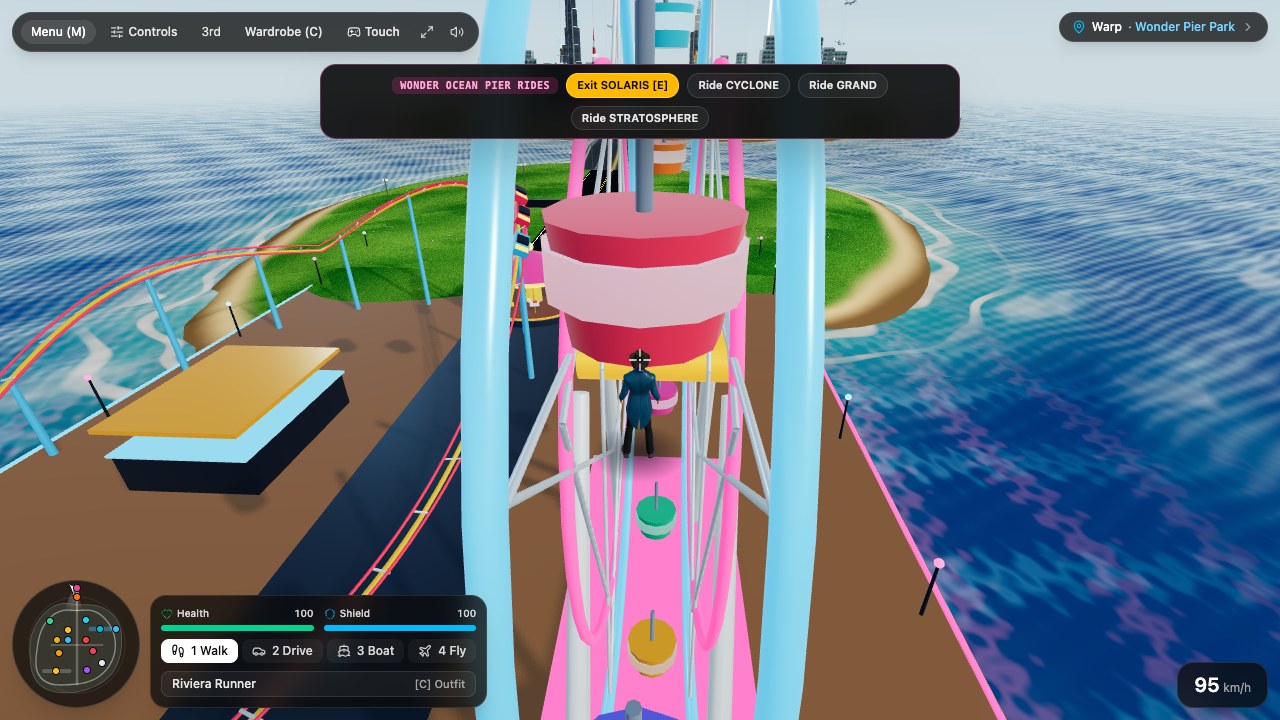 Menu (M) Controls 3rd Wardrobe (C) Touch
Warp · Wonder Pier Park
WONDER OCEAN PIER RIDES Exit SOLARIS [E] Ride CYCLONE Ride GRAND
Ride STRATOSPHERE
Health 100 Shield 100
1 Walk 2 Drive 3 Boat 4 Fly
Riviera Runner [C] Outfit
95 km/h